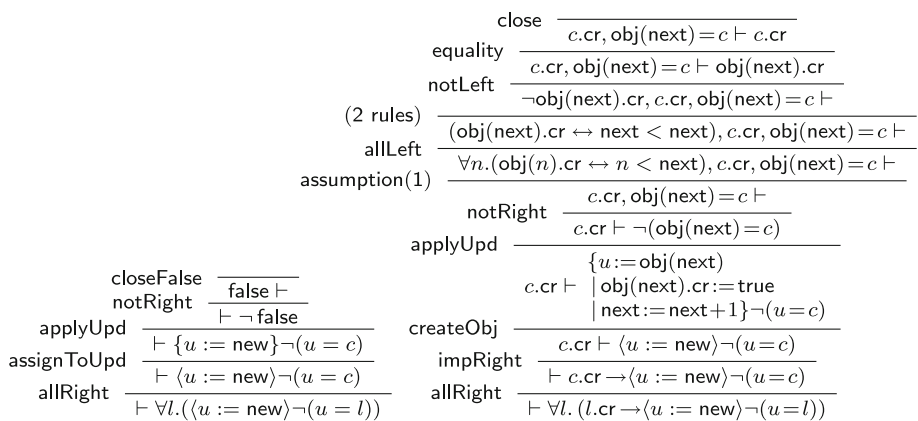 close
c.cr, obj(next) = c ⊢ c.cr
equality
c.cr, obj(next) = c ⊢ obj(next).cr
notLeft
¬obj(next).cr, c.cr, obj(next) = c ⊢
(2 rules)
(obj(next).cr ↔ next < next), c.cr, obj(next) = c ⊢
allLeft
∀n.(obj(n).cr ↔ n < next), c.cr, obj(next) = c ⊢
assumption(1)
c.cr, obj(next) = c ⊢
notRight
c.cr ⊢ ¬(obj(next) = c)
applyUpd
{u := obj(next)
c.cr ⊢ | obj(next).cr := true
| next := next+1}¬(u = c)
createObj
c.cr ⊢ ⟨u := new⟩¬(u = c)
impRight
⊢ c.cr → ⟨u := new⟩¬(u = c)
allRight
⊢ ∀l. (l.cr → ⟨u := new⟩¬(u = l))
closeFalse
false ⊢
notRight
⊢ ¬ false
applyUpd
⊢ {u := new}¬(u = c)
assignToUpd
⊢ ⟨u := new⟩¬(u = c)
allRight
⊢ ∀l.(⟨u := new⟩¬(u = l))